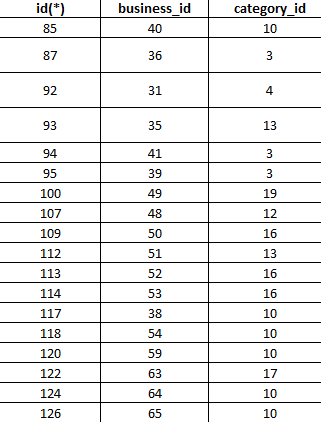 id(*) business_id category_id
85 40 10
87 36 3
92 31 4
93 35 13
94 41 3
95 39 3
100 49 19
107 48 12
109 50 16
112 51 13
113 52 16
114 53 16
117 38 10
118 54 10
120 59 10
122 63 17
124 64 10
126 65 10